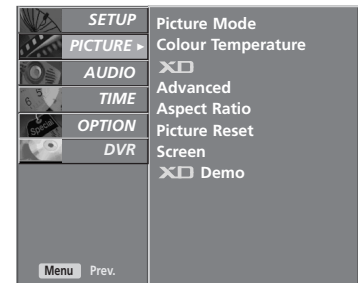 SETUP
PICTURE ►
AUDIO
TIME
OPTION
DVR
Picture Mode
Colour Temperature
XD
Advanced
Aspect Ratio
Picture Reset
Screen
XD Demo
Special
Menu Prev.